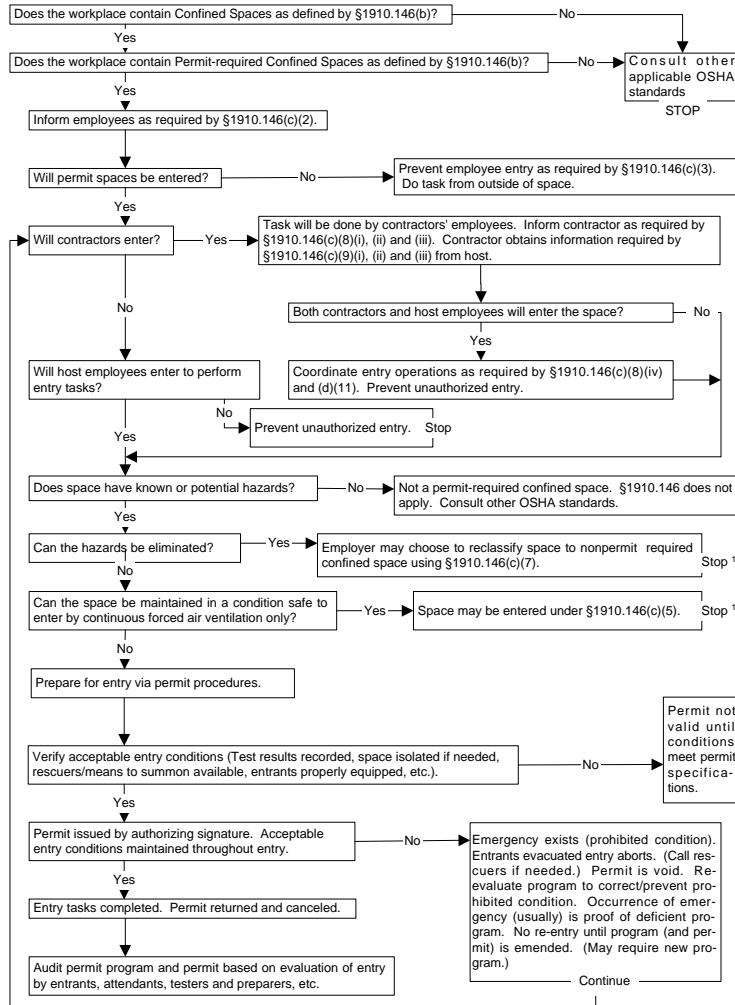 Does the workplace contain Confined Spaces as defined by §1910.146(b)?
No
Yes
Does the workplace contain Permit-required Confined Spaces as defined by §1910.146(b)?
No
Consult other
applicable OSHA
standards
STOP
Yes
Inform employees as required by §1910.146(c)(2).
Will permit spaces be entered?
No
Prevent employee entry as required by §1910.146(c)(3).
Do task from outside of space.
Yes
Will contractors enter?
Yes
Task will be done by contractors' employees. Inform contractor as required by
§1910.146(c)(8)(i), (ii) and (iii). Contractor obtains information required by
§1910.146(c)(9)(i), (ii) and (iii) from host.
No
Both contractors and host employees will enter the space?
No
Yes
Will host employees enter to perform
entry tasks?
Coordinate entry operations as required by §1910.146(c)(8)(iv)
and (d)(11). Prevent unauthorized entry.
No
Prevent unauthorized entry. Stop
Yes
Does space have known or potential hazards?
No
Not a permit-required confined space. §1910.146 does not
apply. Consult other OSHA standards.
Yes
Can the hazards be eliminated?
Yes
Employer may choose to reclassify space to nonpermit required
confined space using §1910.146(c)(7).
Stop 1
No
Can the space be maintained in a condition safe to
enter by continuous forced air ventilation only?
Yes
Space may be entered under §1910.146(c)(5).
Stop 1
No
Prepare for entry via permit procedures.
Verify acceptable entry conditions (Test results recorded, space isolated if needed,
rescuers/means to summon available, entrants properly equipped, etc.).
No
Permit not
valid until
conditions
meet permit
specifica-
tions.
Yes
Permit issued by authorizing signature. Acceptable
entry conditions maintained throughout entry.
No
Emergency exists (prohibited condition).
Entrants evacuated entry aborts. (Call res-
cuers if needed.) Permit is void. Re-
evaluate program to correct/prevent pro-
hibited condition. Occurrence of emer-
gency (usually) is proof of deficient pro-
gram. No re-entry until program (and per-
mit) is emended. (May require new pro-
gram.)
Continue
Yes
Entry tasks completed. Permit returned and canceled.
Audit permit program and permit based on evaluation of entry
by entrants, attendants, testers and preparers, etc.